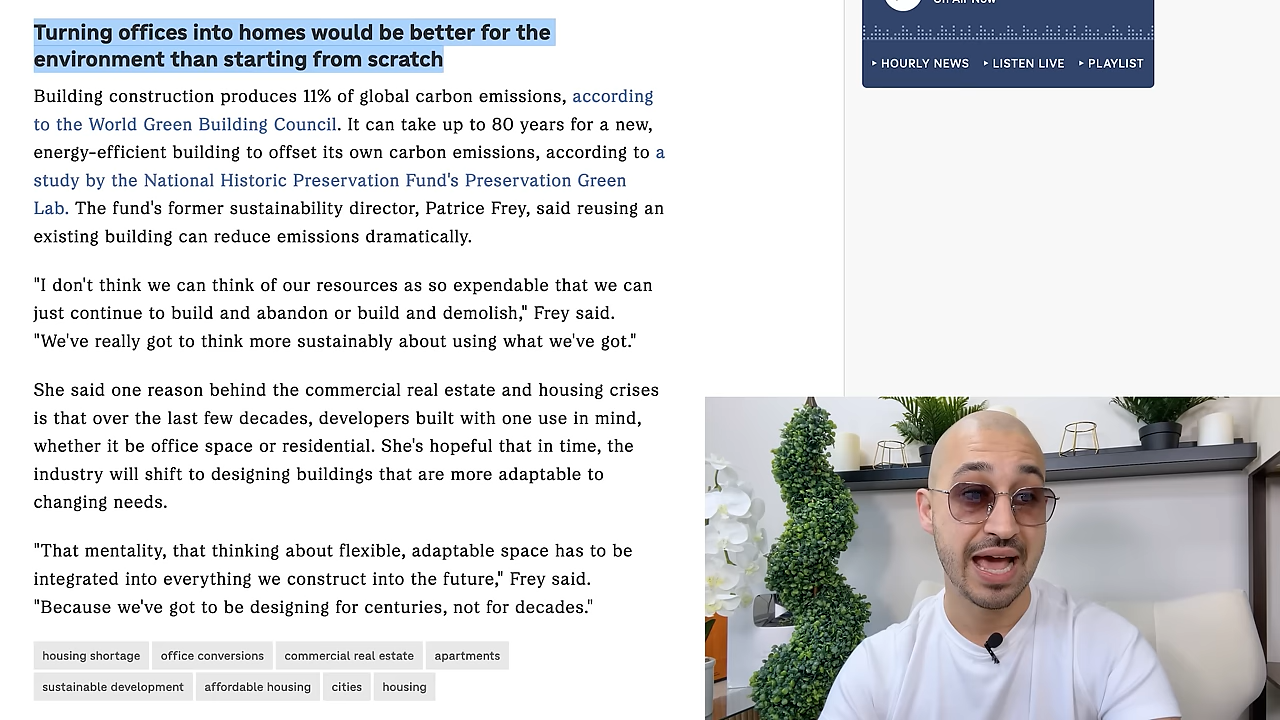 Turning offices into homes would be better for the
environment than starting from scratch
Building construction produces 11% of global carbon emissions, according
to the World Green Building Council. It can take up to 80 years for a new,
energy-efficient building to offset its own carbon emissions, according to a
study by the National Historic Preservation Fund's Preservation Green
Lab. The fund's former sustainability director, Patrice Frey, said reusing an
existing building can reduce emissions dramatically.
"I don't think we can think of our resources as so expendable that we can
just continue to build and abandon or build and demolish," Frey said.
"We've really got to think more sustainably about using what we've got."
She said one reason behind the commercial real estate and housing crises
is that over the last few decades, developers built with one use in mind,
whether it be office space or residential. She's hopeful that in time, the
industry will shift to designing buildings that are more adaptable to
changing needs.
"That mentality, that thinking about flexible, adaptable space has to be
integrated into everything we construct into the future," Frey said.
"Because we've got to be designing for centuries, not for decades."
housing shortage office conversions commercial real estate apartments
sustainable development affordable housing cities housing
On Air Now
HOURLY NEWS LISTEN LIVE PLAYLIST